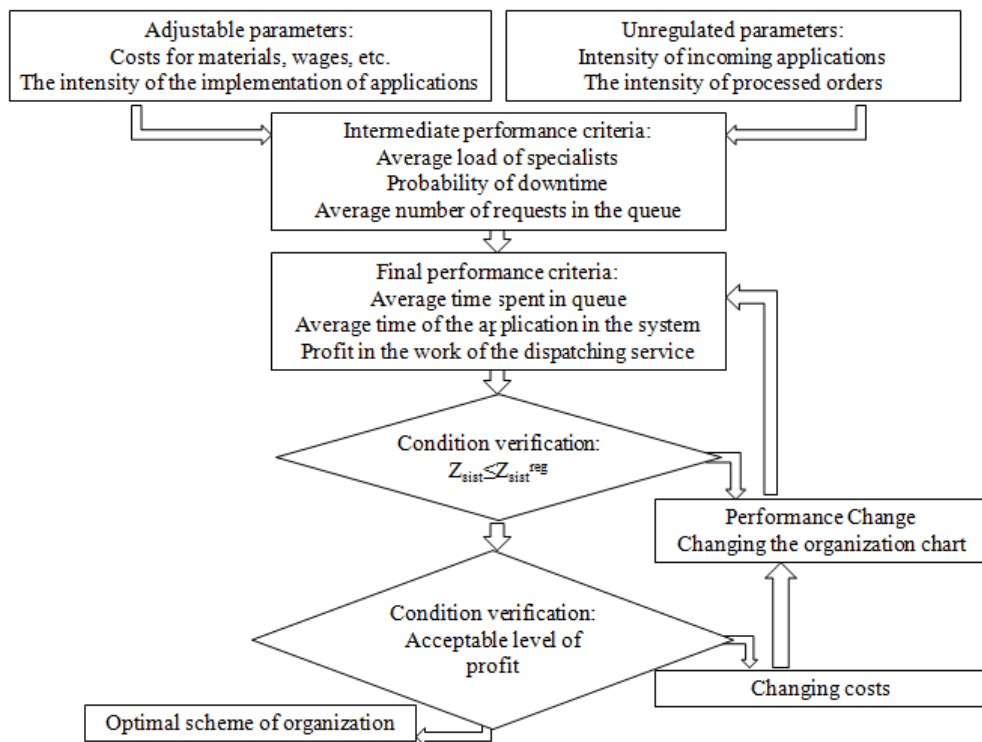 Adjustable parameters:
Costs for materials, wages, etc.
The intensity of the implementation of applications
Unregulated parameters:
Intensity of incoming applications
The intensity of processed orders
Intermediate performance criteria:
Average load of specialists
Probability of downtime
Average number of requests in the queue
Final performance criteria:
Average time spent in queue
Average time of the application in the system
Profit in the work of the dispatching service
Condition verification:
Zsist≤Zsist^reg
Performance Change
Changing the organization chart
Condition verification:
Acceptable level of
profit
Changing costs
Optimal scheme of organization